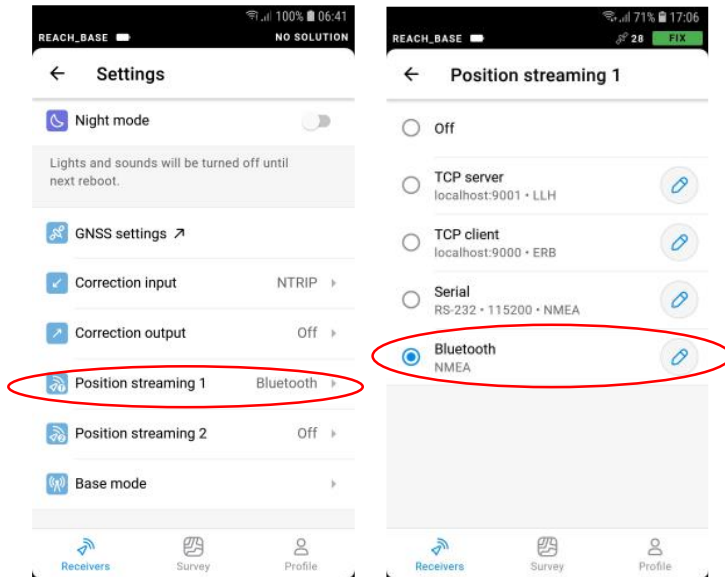 100% 06:41
REACH_BASE NO SOLUTION
Settings
Night mode
Lights and sounds will be turned off until
next reboot.
GNSS settings
Correction input NTRIP
Correction output Off
Position streaming 1 Bluetooth
Position streaming 2 Off
Base mode
Receivers Survey Profile
71% 17:06
REACH_BASE 28 FIX
Position streaming 1
Off
TCP server
localhost:9001 • LLH
TCP client
localhost:9000 • ERB
Serial
RS-232 • 115200 • NMEA
Bluetooth
NMEA
Receivers Survey Profile